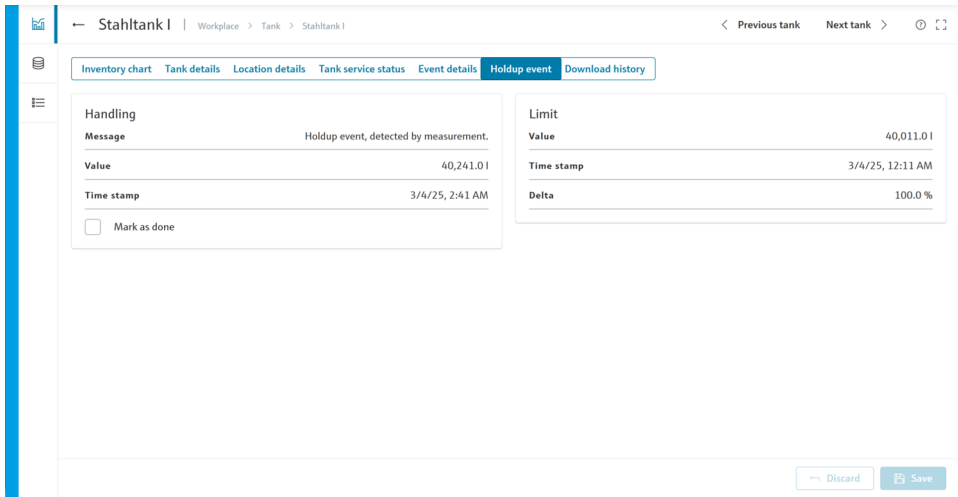 ← Stahltank I | Workplace > Tank > Stahltank I < Previous tank Next tank >
Inventory chart Tank details Location details Tank service status Event details Holdup event Download history
Handling
Message Holdup event, detected by measurement.
Value 40,241.0 l
Time stamp 3/4/25, 2:41 AM
Mark as done
Limit
Value 40,011.0 l
Time stamp 3/4/25, 12:11 AM
Delta 100.0 %
Discard Save